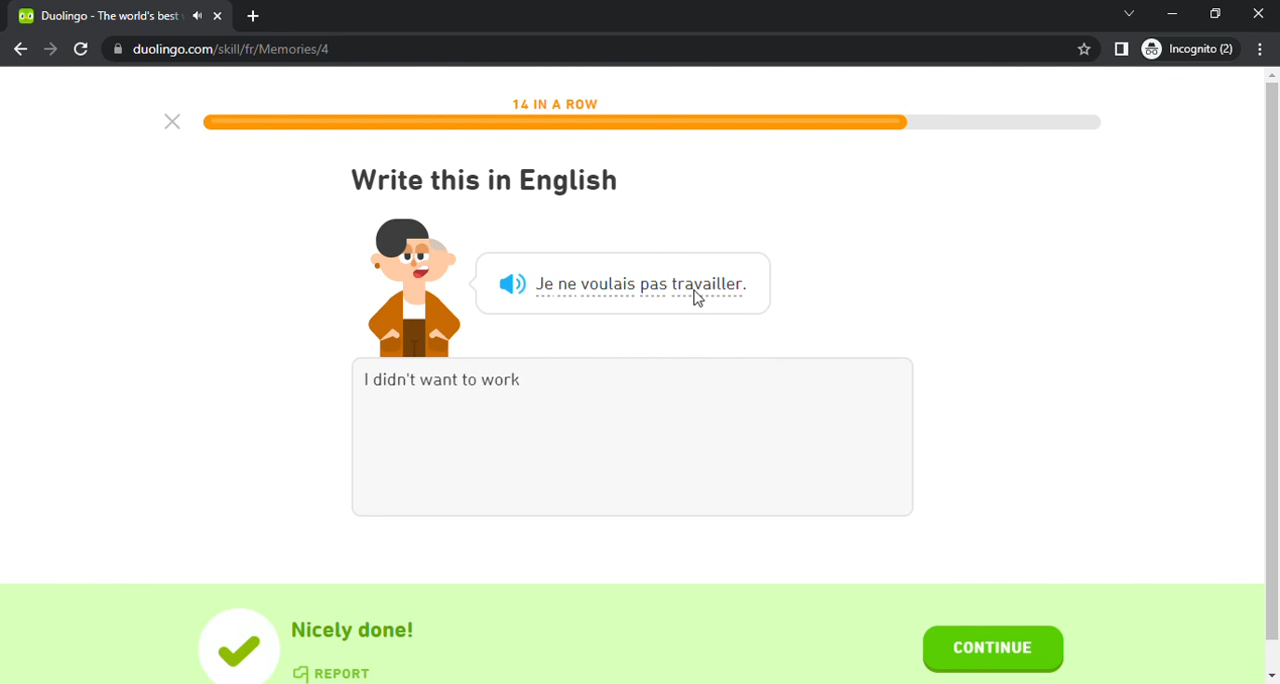 Duolingo - The world's best
duolingo.com/skill/fr/Memories/4
Incognito (2)
14 IN A ROW
Write this in English
Je ne voulais pas travailler.
I didn't want to work
Nicely done!
REPORT
CONTINUE